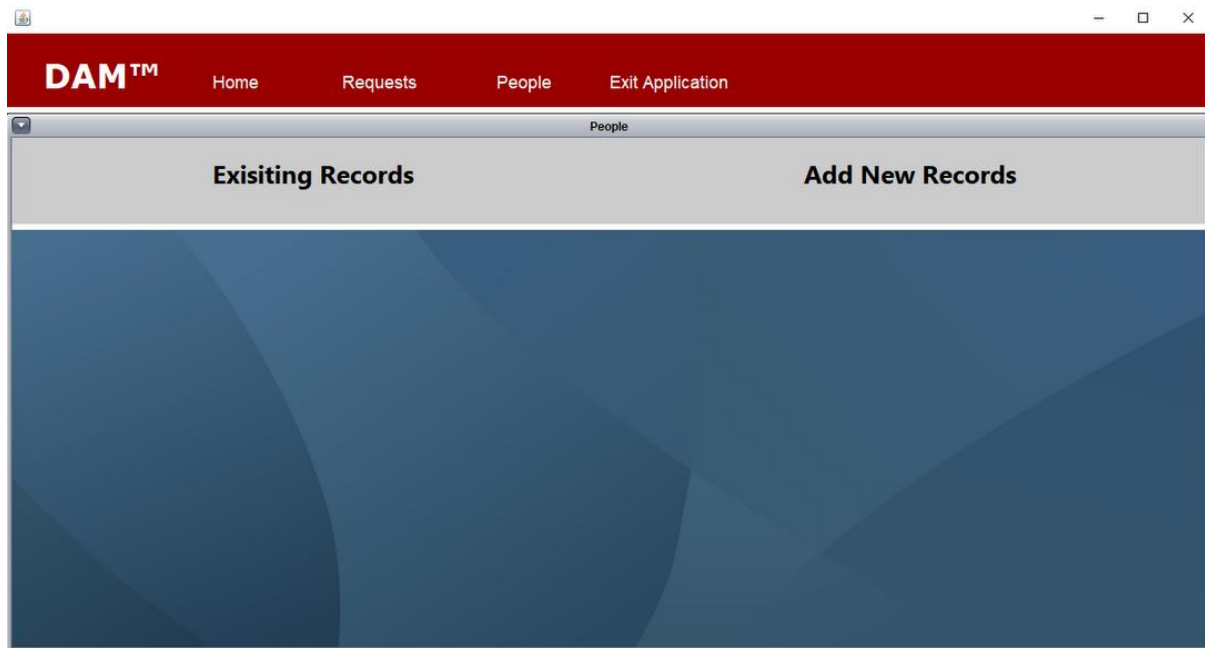 DAM™ Home Requests People Exit Application
People
Exisiting Records Add New Records